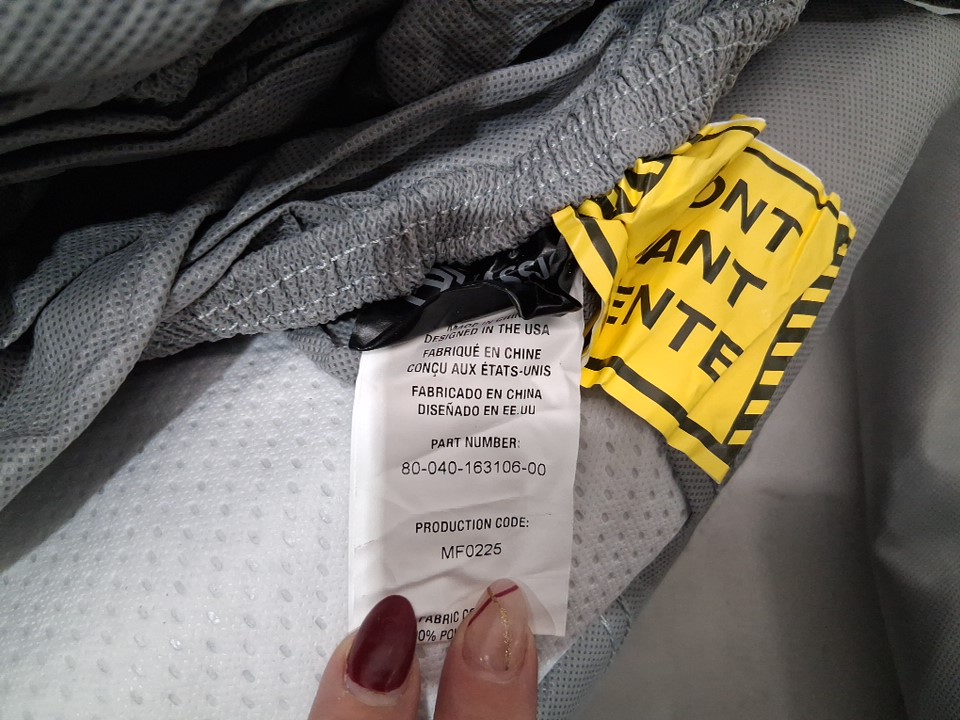 DESIGNED IN THE USA
FABRIQUÉ EN CHINE
CONÇU AUX ÉTATS-UNIS
FABRICADO EN CHINA
DISEÑADO EN EE.UU
PART NUMBER:
80-040-163106-00
PRODUCTION CODE:
MF0225
FABRIC
ONT
ANT
ENTE